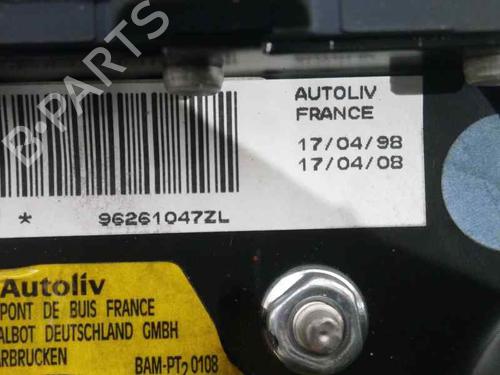 B-PARTS
AUTOLIV
FRANCE
17/04/98
17/04/08
* 96261047ZL
Autoliv
PONT DE BUIS FRANCE
ALBOT DEUTSCHLAND GMBH
ARBRUCKEN
BAM-PT2 0108